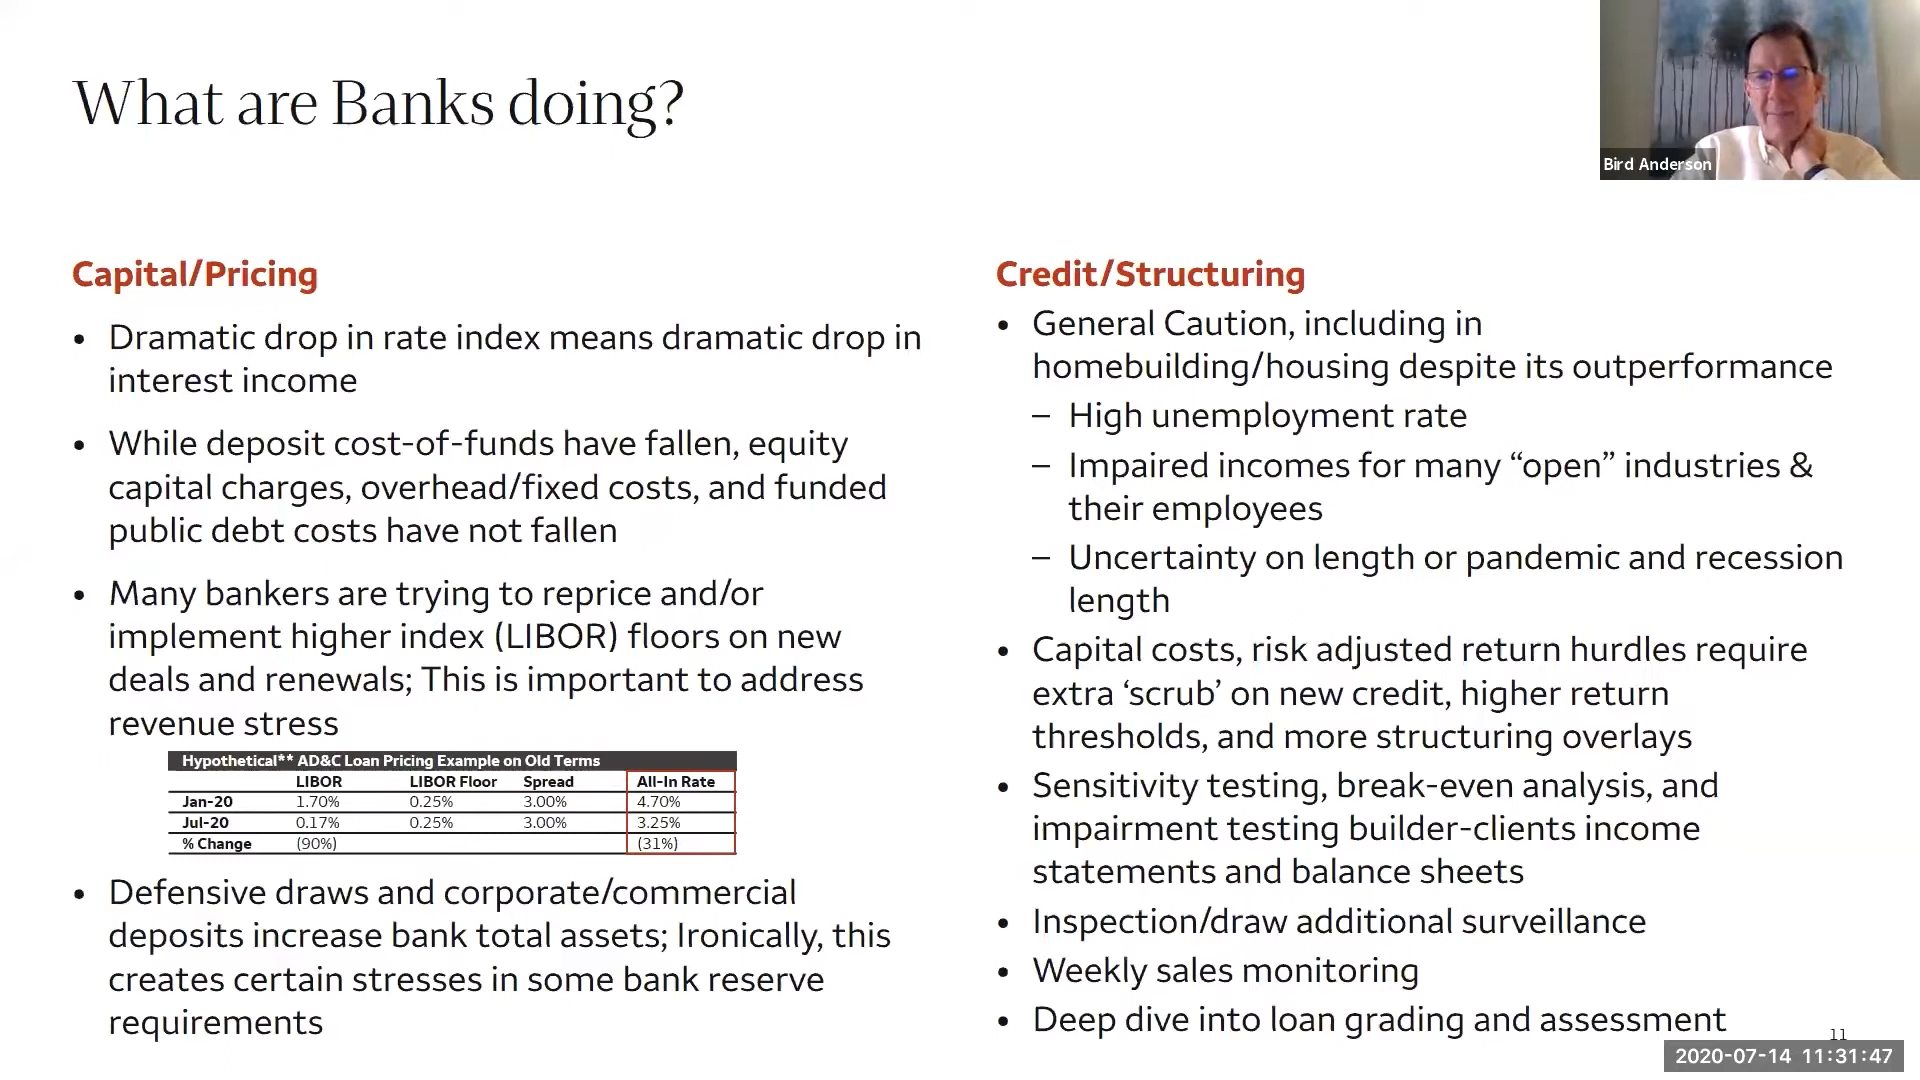 What are Banks doing?
Bird Anderson
Capital/Pricing
• Dramatic drop in rate index means dramatic drop in
interest income
• While deposit cost-of-funds have fallen, equity
capital charges, overhead/fixed costs, and funded
public debt costs have not fallen
• Many bankers are trying to reprice and/or
implement higher index (LIBOR) floors on new
deals and renewals; This is important to address
revenue stress
Hypothetical** AD&C Loan Pricing Example on Old Terms
LIBOR LIBOR Floor Spread All-In Rate
Jan-20 1.70% 0.25% 3.00% 4.70%
Jul-20 0.17% 0.25% 3.00% 3.25%
% Change (90%) (31%)
• Defensive draws and corporate/commercial
deposits increase bank total assets; Ironically, this
creates certain stresses in some bank reserve
requirements
Credit/Structuring
• General Caution, including in
homebuilding/housing despite its outperformance
– High unemployment rate
– Impaired incomes for many “open” industries &
their employees
– Uncertainty on length or pandemic and recession
length
• Capital costs, risk adjusted return hurdles require
extra ‘scrub’ on new credit, higher return
thresholds, and more structuring overlays
• Sensitivity testing, break-even analysis, and
impairment testing builder-clients income
statements and balance sheets
• Inspection/draw additional surveillance
• Weekly sales monitoring
• Deep dive into loan grading and assessment
11
2020-07-14 11:31:47